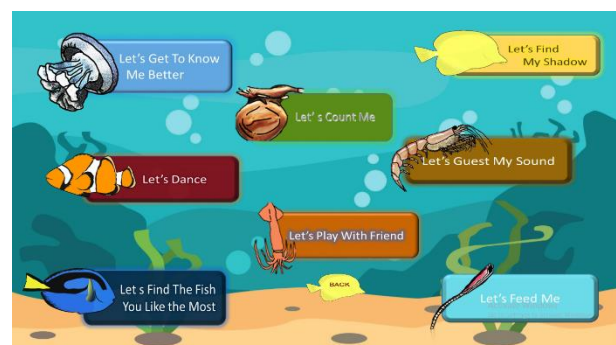 Let's Get To Know
Me Better
Let's Find
My Shadow
Let' s Count Me
Let's Guest My Sound
Let's Dance
Let's Play With Friend
Let s Find The Fish
You Like the Most
BACK
Let's Feed Me